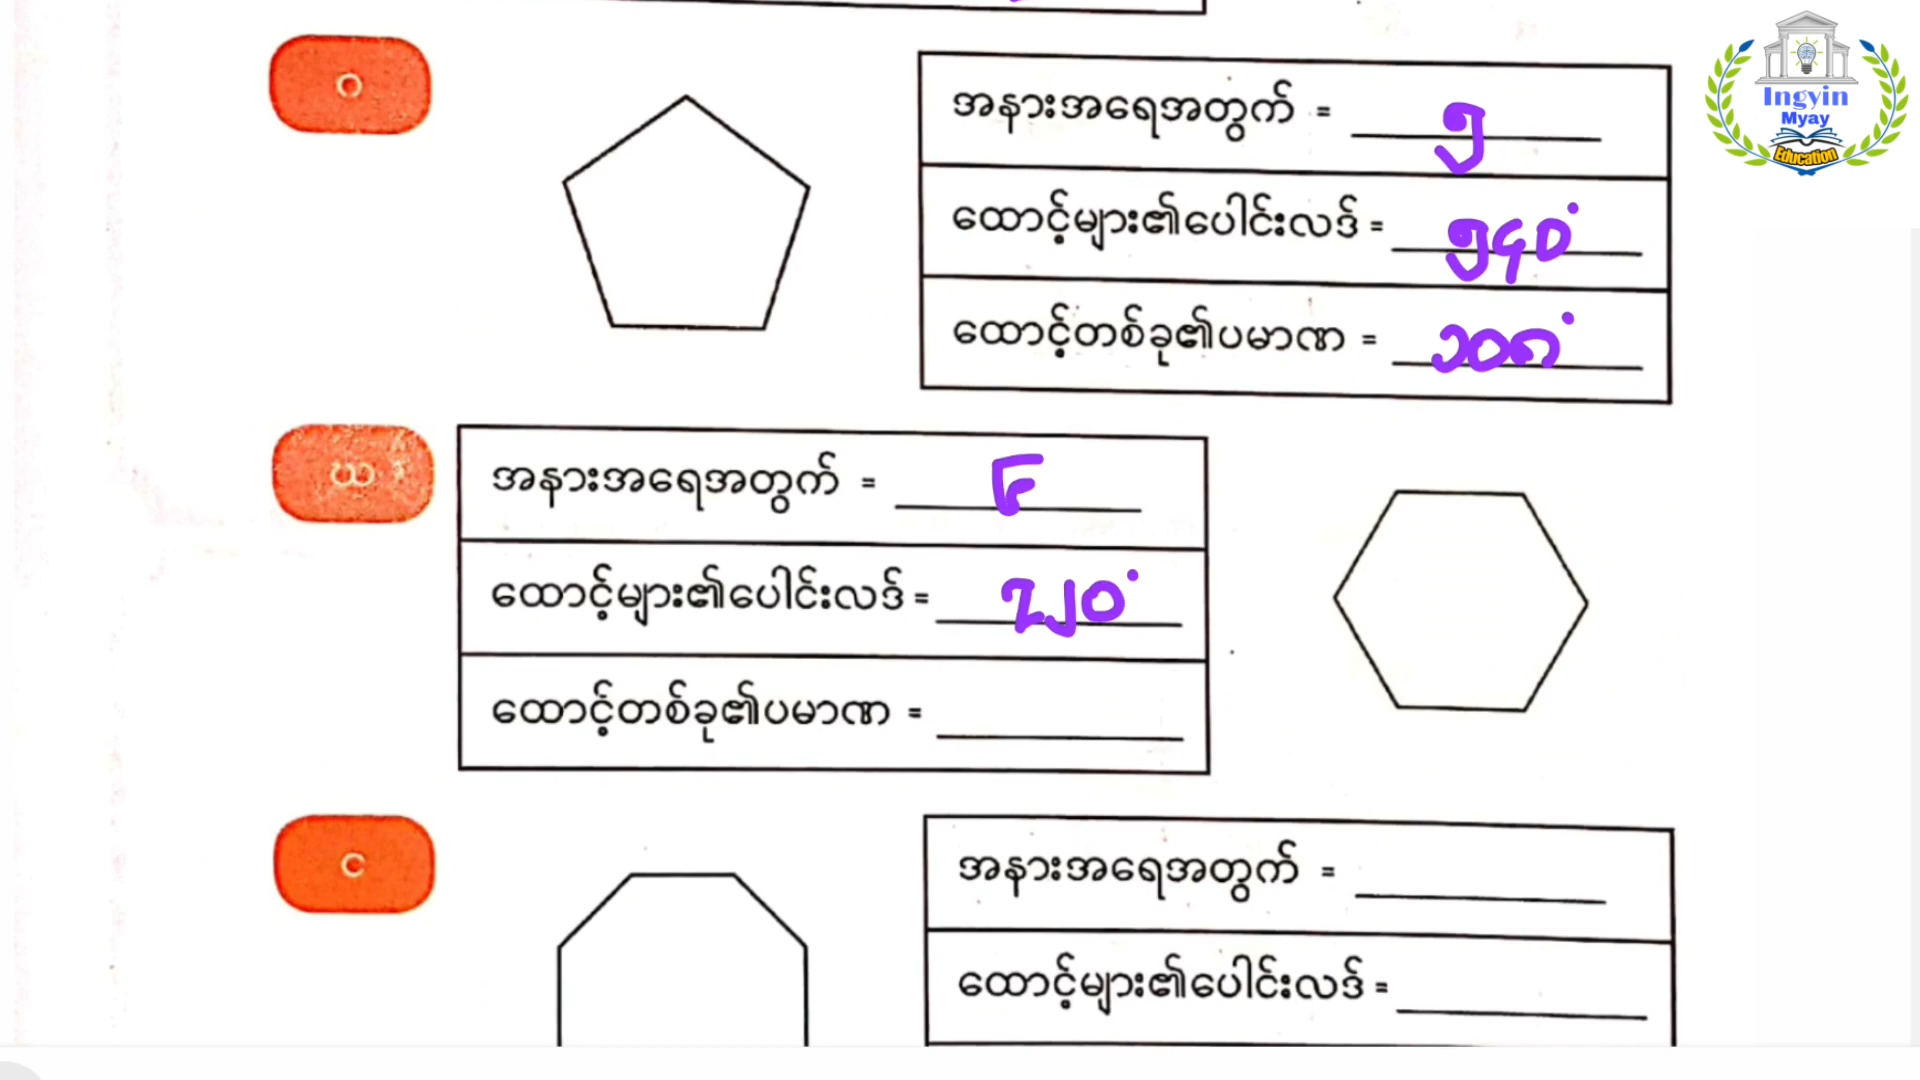 ၀
အနားအရေအတွက် = ၅
ထောင့်များ၏ပေါင်းလဒ် = ၅၄၀°
ထောင့်တစ်ခု၏ပမာဏ = ၁၀၈°
ယ
အနားအရေအတွက် = ၆
ထောင့်များ၏ပေါင်းလဒ် = ၇၂၀°
ထောင့်တစ်ခု၏ပမာဏ =
င
အနားအရေအတွက် =
ထောင့်များ၏ပေါင်းလဒ် =
Ingyin
Myay
Education